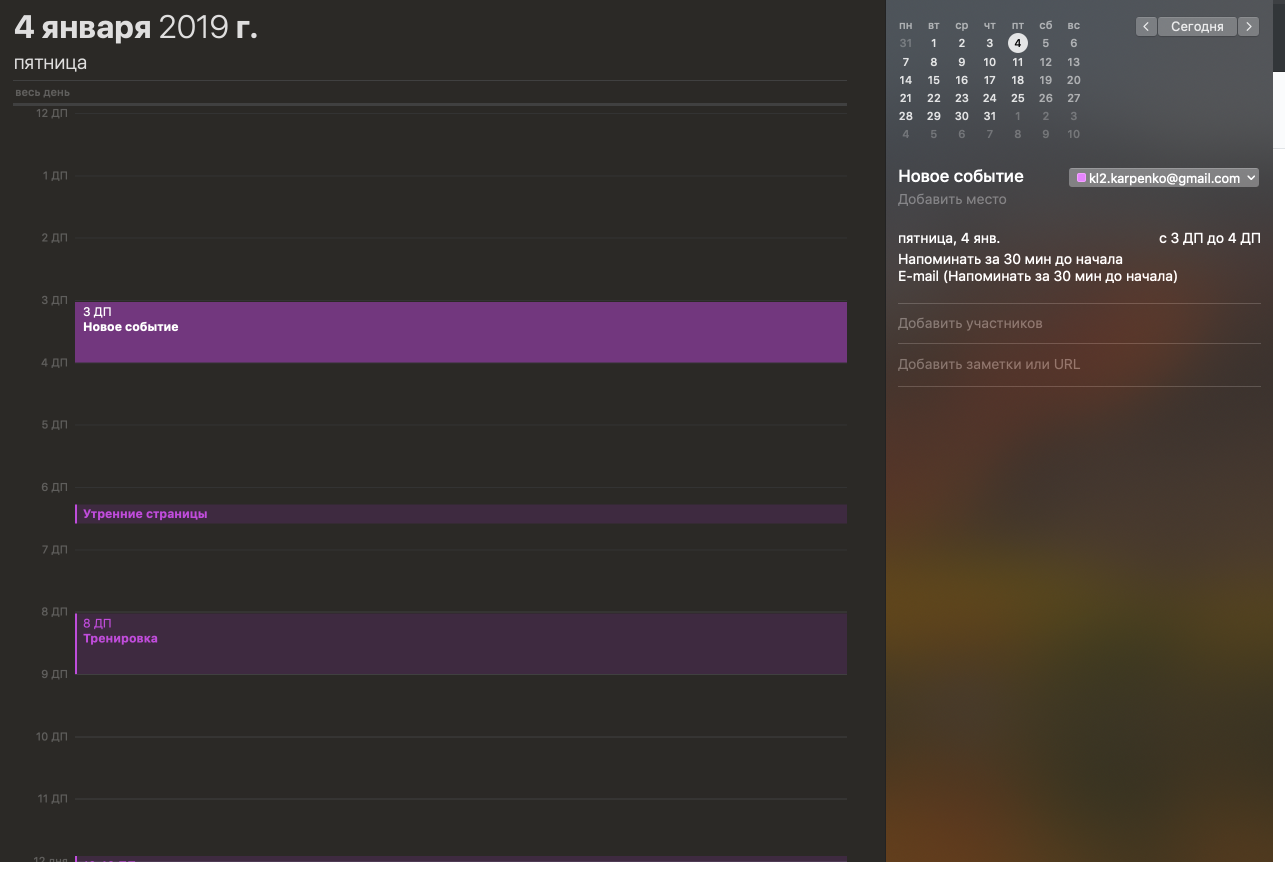 4 января 2019 г.
пятница
весь день
12 ДП
1 ДП
2 ДП
3 ДП
3 ДП
Новое событие
4 ДП
5 ДП
6 ДП
Утренние страницы
7 ДП
8 ДП
8 ДП
Тренировка
9 ДП
10 ДП
11 ДП
пн вт ср чт пт сб вс
31 1 2 3 4 5 6
7 8 9 10 11 12 13
14 15 16 17 18 19 20
21 22 23 24 25 26 27
28 29 30 31 1 2 3
4 5 6 7 8 9 10
Сегодня
Новое событие
kl2.karpenko@gmail.com
Добавить место
пятница, 4 янв. с 3 ДП до 4 ДП
Напоминать за 30 мин до начала
E-mail (Напоминать за 30 мин до начала)
Добавить участников
Добавить заметки или URL